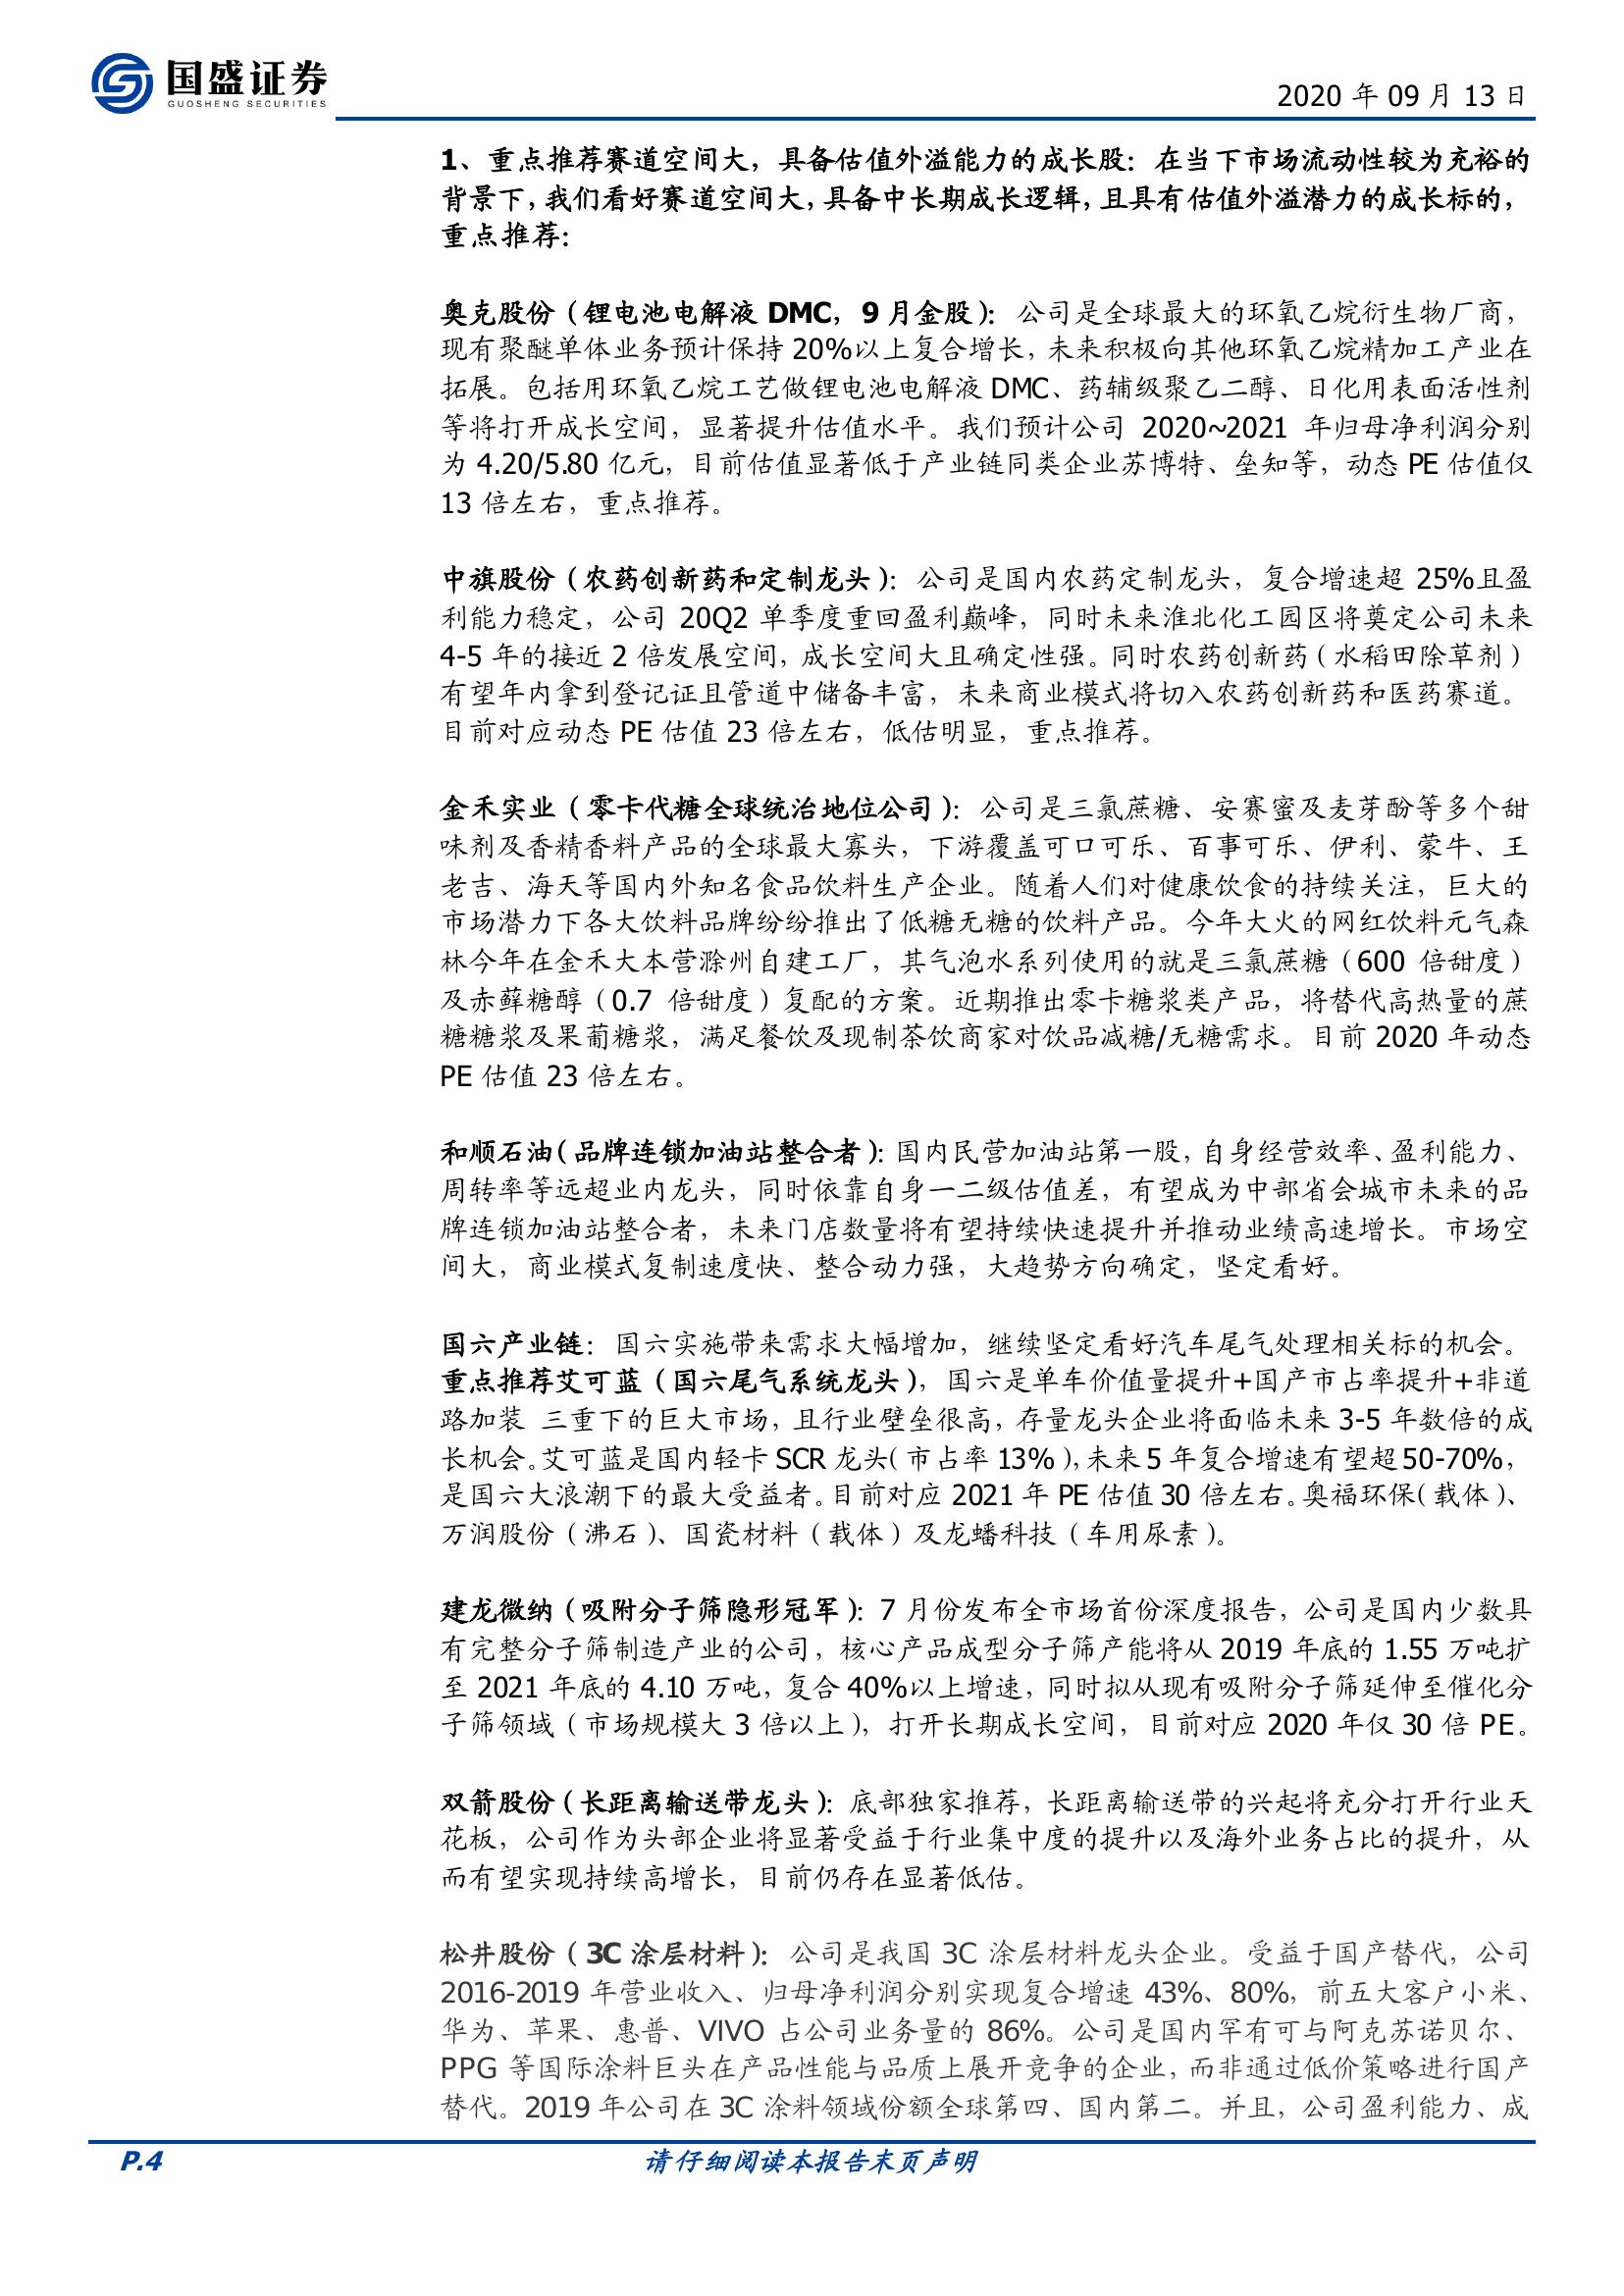 国盛证券
GUOSHENG SECURITIES
2020 年 09 月 13 日
1、重点推荐赛道空间大，具备估值外溢能力的成长股：在当下市场流动性较为充裕的
背景下，我们看好赛道空间大，具备中长期成长逻辑，且具有估值外溢潜力的成长标的，
重点推荐：
奥克股份（锂电池电解液 DMC，9 月金股）：公司是全球最大的环氧乙烷衍生物厂商，
现有聚醚单体业务预计保持 20%以上复合增长，未来积极向其他环氧乙烷精加工产业在
拓展。包括用环氧乙烷工艺做锂电池电解液 DMC、药辅级聚乙二醇、日化用表面活性剂
等将打开成长空间，显著提升估值水平。我们预计公司 2020~2021 年归母净利润分别
为 4.20/5.80 亿元，目前估值显著低于产业链同类企业苏博特、垒知等，动态 PE 估值仅
13 倍左右，重点推荐。
中旗股份（农药创新药和定制龙头）：公司是国内农药定制龙头，复合增速超 25%且盈
利能力稳定，公司 20Q2 单季度重回盈利巅峰，同时未来淮北化工园区将奠定公司未来
4-5 年的接近 2 倍发展空间，成长空间大且确定性强。同时农药创新药（水稻田除草剂）
有望年内拿到登记证且管道中储备丰富，未来商业模式将切入农药创新药和医药赛道。
目前对应动态 PE 估值 23 倍左右，低估明显，重点推荐。
金禾实业（零卡代糖全球统治地位公司）：公司是三氯蔗糖、安赛蜜及麦芽酚等多个甜
味剂及香精香料产品的全球最大寡头，下游覆盖可口可乐、百事可乐、伊利、蒙牛、王
老吉、海天等国内外知名食品饮料生产企业。随着人们对健康饮食的持续关注，巨大的
市场潜力下各大饮料品牌纷纷推出了低糖无糖的饮料产品。今年大火的网红饮料元气森
林今年在金禾大本营滁州自建工厂，其气泡水系列使用的就是三氯蔗糖（600 倍甜度）
及赤藓糖醇（0.7 倍甜度）复配的方案。近期推出零卡糖浆类产品，将替代高热量的蔗
糖糖浆及果葡糖浆，满足餐饮及现制茶饮商家对饮品减糖/无糖需求。目前 2020 年动态
PE 估值 23 倍左右。
和顺石油（品牌连锁加油站整合者）：国内民营加油站第一股，自身经营效率、盈利能力、
周转率等远超业内龙头，同时依靠自身一二级估值差，有望成为中部省会城市未来的品
牌连锁加油站整合者，未来门店数量将有望持续快速提升并推动业绩高速增长。市场空
间大，商业模式复制速度快、整合动力强，大趋势方向确定，坚定看好。
国六产业链：国六实施带来需求大幅增加，继续坚定看好汽车尾气处理相关标的机会。
重点推荐艾可蓝（国六尾气系统龙头），国六是单车价值量提升+国产市占率提升+非道
路加装 三重下的巨大市场，且行业壁垒很高，存量龙头企业将面临未来 3-5 年数倍的成
长机会。艾可蓝是国内轻卡 SCR 龙头（市占率 13%），未来 5 年复合增速有望超 50-70%，
是国六大浪潮下的最大受益者。目前对应 2021 年 PE 估值 30 倍左右。奥福环保（载体）、
万润股份（沸石）、国瓷材料（载体）及龙蟠科技（车用尿素）。
建龙微纳（吸附分子筛隐形冠军）：7 月份发布全市场首份深度报告，公司是国内少数具
有完整分子筛制造产业的公司，核心产品成型分子筛产能将从 2019 年底的 1.55 万吨扩
至 2021 年底的 4.10 万吨，复合 40%以上增速，同时拟从现有吸附分子筛延伸至催化分
子筛领域（市场规模大 3 倍以上），打开长期成长空间，目前对应 2020 年仅 30 倍 PE。
双箭股份（长距离输送带龙头）：底部独家推荐，长距离输送带的兴起将充分打开行业天
花板，公司作为头部企业将显著受益于行业集中度的提升以及海外业务占比的提升，从
而有望实现持续高增长，目前仍存在显著低估。
松井股份（3C 涂层材料）：公司是我国 3C 涂层材料龙头企业。受益于国产替代，公司
2016-2019 年营业收入、归母净利润分别实现复合增速 43%、80%，前五大客户小米、
华为、苹果、惠普、VIVO 占公司业务量的 86%。公司是国内罕有可与阿克苏诺贝尔、
PPG 等国际涂料巨头在产品性能与品质上展开竞争的企业，而非通过低价策略进行国产
替代。2019 年公司在 3C 涂料领域份额全球第四、国内第二。并且，公司盈利能力、成
P.4
请仔细阅读本报告末页声明